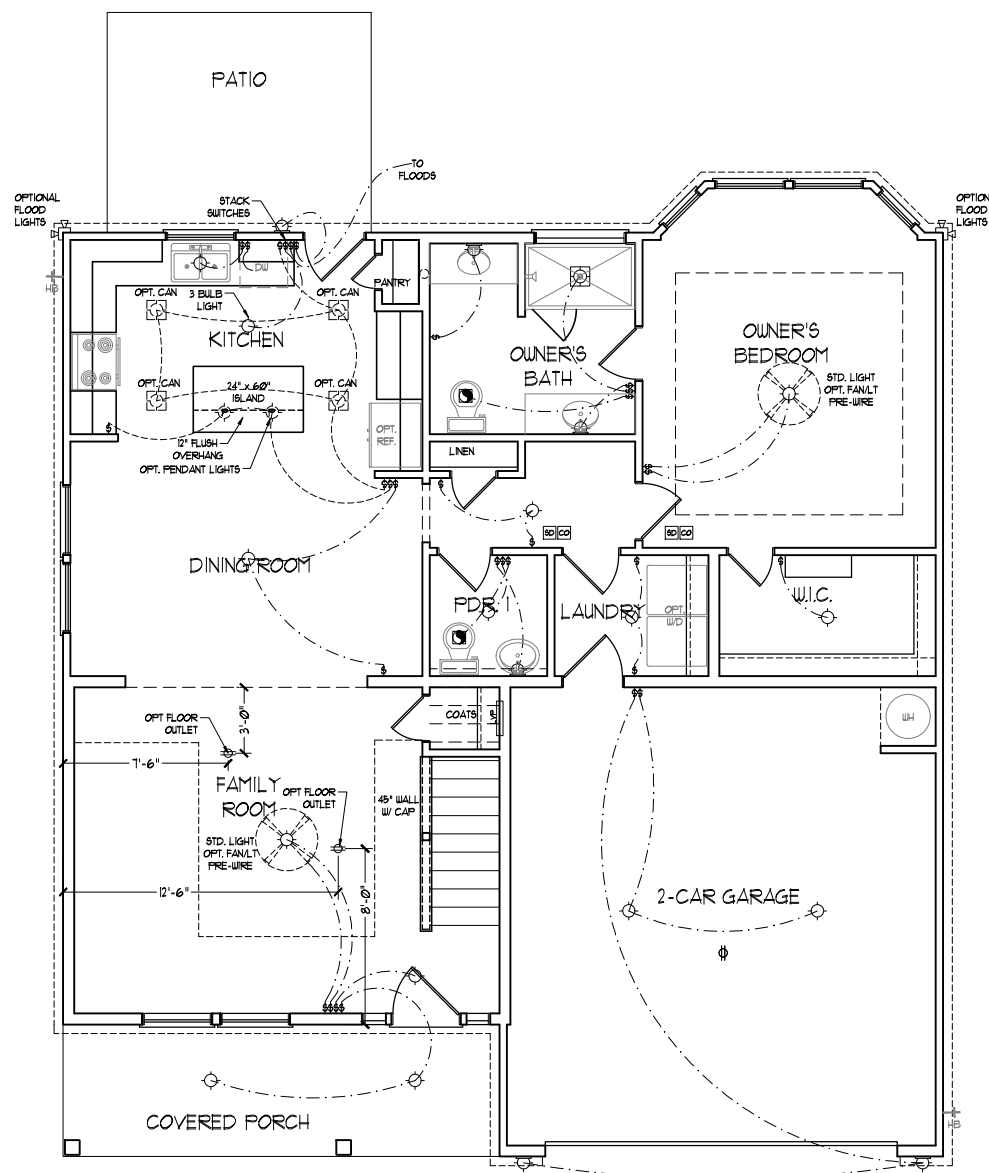 PATIO
TO
FLOODS
OPTIONAL
FLOOD
LIGHTS
STACK
SWITCHES
FLOOD
LIGHTS
DW
PANTRY
HB
OPT. CAN
3 BULB
LIGHT
OPT. CAN
KITCHEN
OWNER'S
BATH
OWNER'S
BEDROOM
OPT. CAN
24" x 60"
ISLAND
OPT. CAN
STD. LIGHT
OPT. FAN/LT
PRE-WIRE
12" FLUSH
OVERHANG
OPT. PENDANT LIGHTS
OPT.
REF.
LINEN
SD CO
SD CO
DINING ROOM
PDR. 1
LAUNDRY
OPT.
W/D
W.I.C.
COATS
WH
OPT FLOOR
OUTLET
3'-0"
7'-6"
FAMILY
ROOM
OPT FLOOR
OUTLET
45" WALL
W/ CAP
STD. LIGHT
OPT. FAN/LT
PRE-WIRE
12'-6"
8'-0"
2-CAR GARAGE
COVERED PORCH
HB